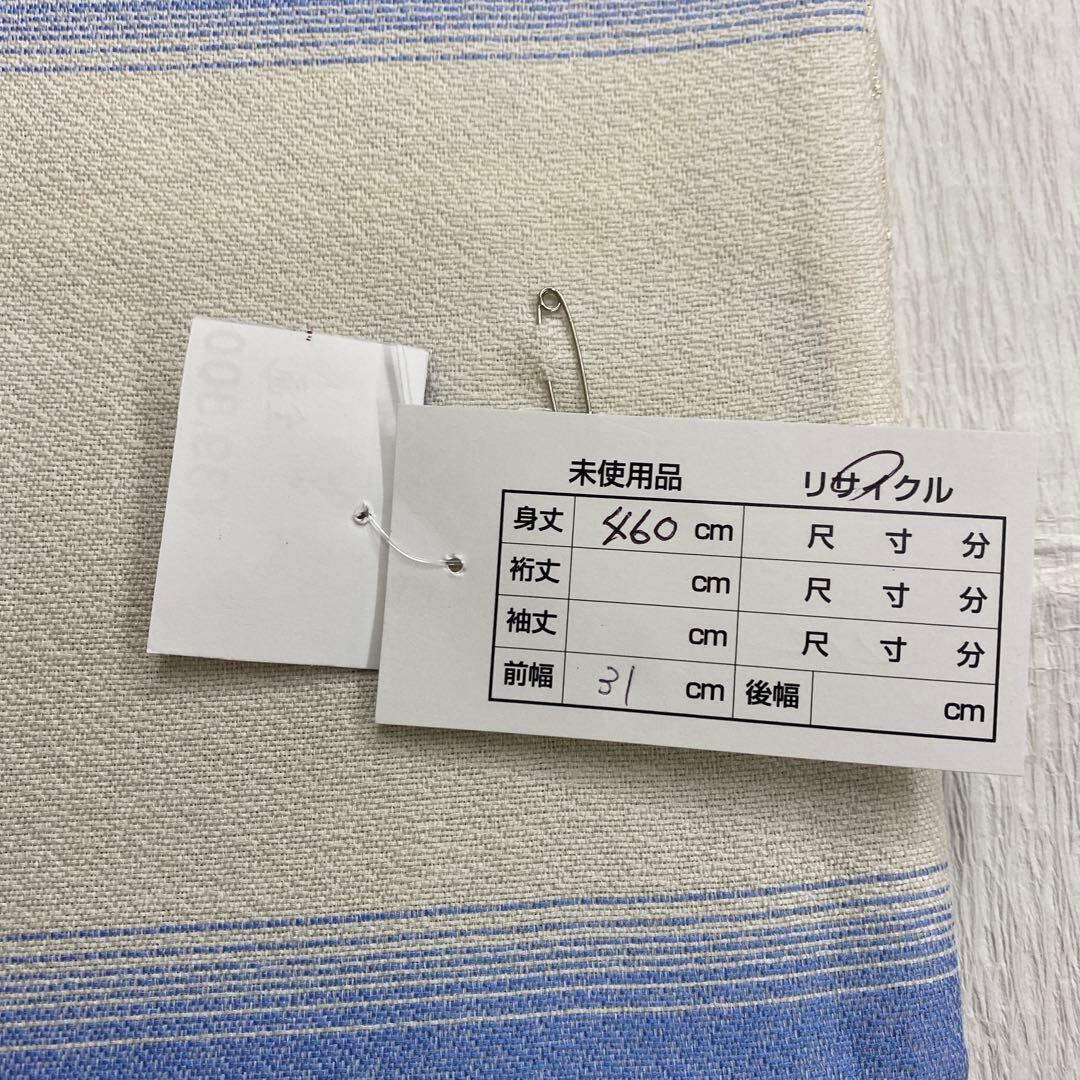 未使用品 リサイクル
身丈 460 cm 尺 寸 分
裄丈 cm 尺 寸 分
袖丈 cm 尺 寸 分
前幅 31 cm 後幅 cm